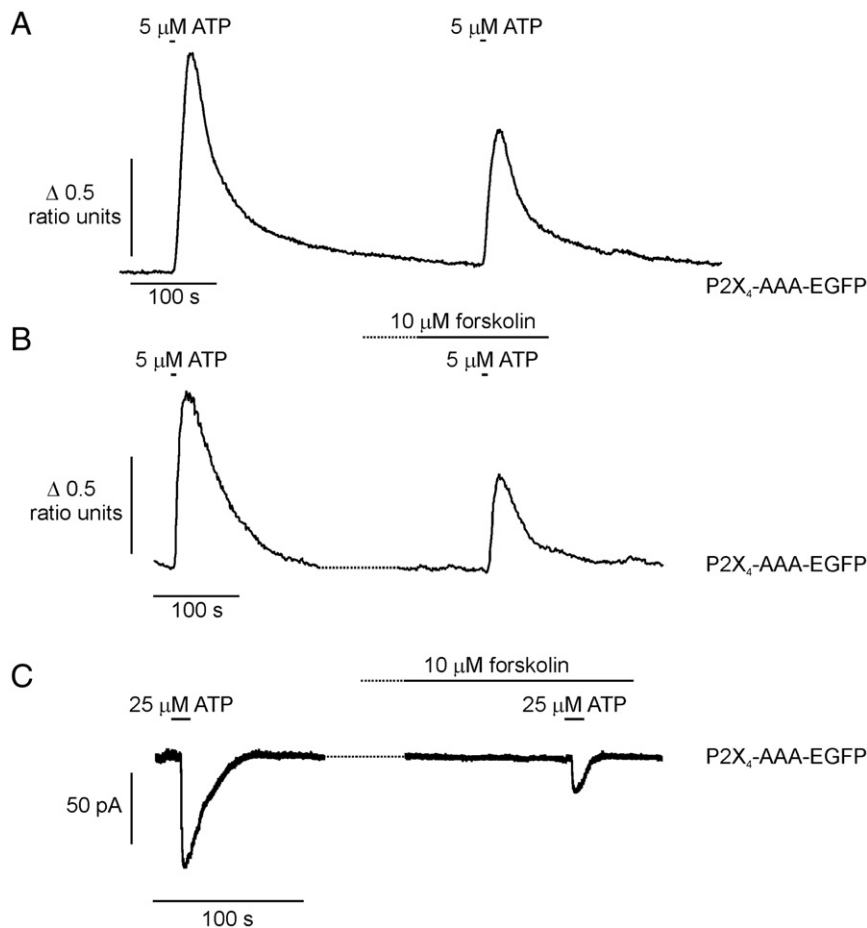 A
5 μM ATP 5 μM ATP
Δ 0.5
ratio units
100 s
P2X₄-AAA-EGFP
10 μM forskolin
B
5 μM ATP 5 μM ATP
Δ 0.5
ratio units
P2X₄-AAA-EGFP
100 s
10 μM forskolin
C
25 μM ATP 25 μM ATP
P2X₄-AAA-EGFP
50 pA
100 s